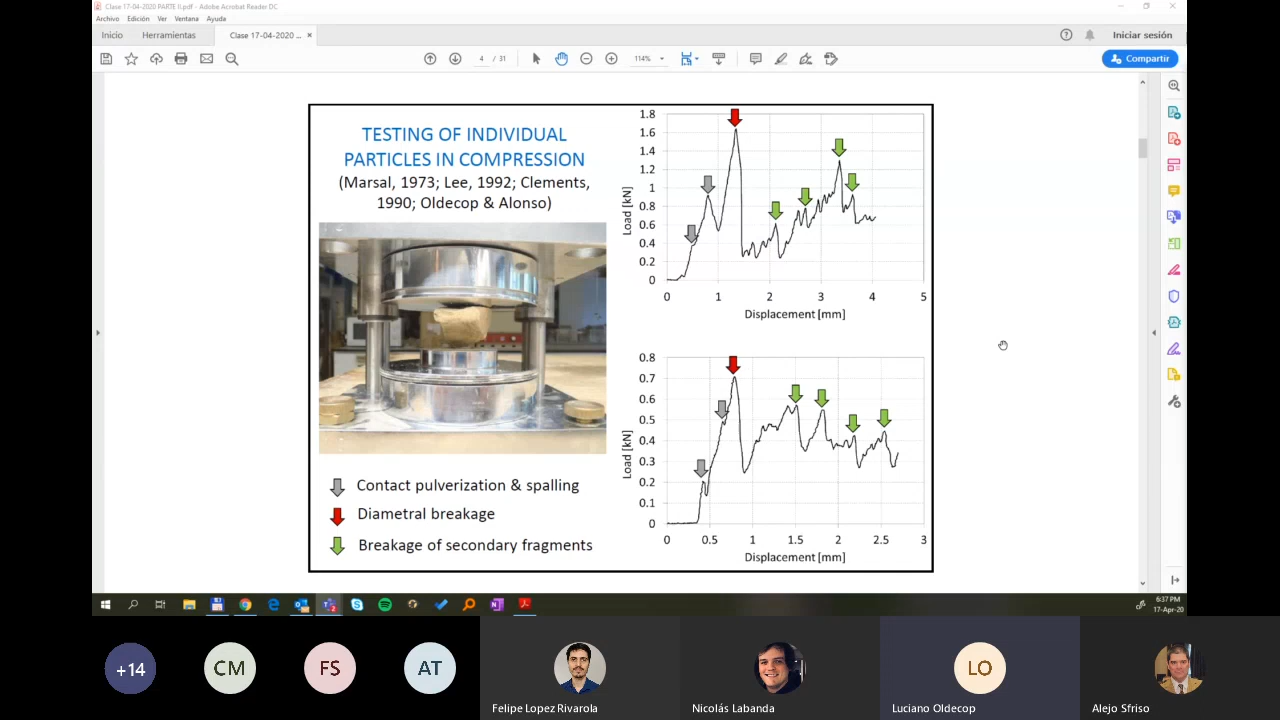 Clase 17-04-2020 PARTE II.pdf - Adobe Acrobat Reader DC
Archivo Edición Ver Ventana Ayuda
Inicio Herramientas Clase 17-04-2020 ... × Iniciar sesión
4 / 31 114% Compartir
TESTING OF INDIVIDUAL
PARTICLES IN COMPRESSION
(Marsal, 1973; Lee, 1992; Clements,
1990; Oldecop & Alonso)
Contact pulverization & spalling
Diametral breakage
Breakage of secondary fragments
Load [kN]
1.8
1.6
1.4
1.2
1
0.8
0.6
0.4
0.2
0
0 1 2 3 4 5
Displacement [mm]
Load [kN]
0.8
0.7
0.6
0.5
0.4
0.3
0.2
0.1
0
0 0.5 1 1.5 2 2.5 3
Displacement [mm]
6:37 PM
17-Apr-20
+14 CM FS AT LO
Felipe Lopez Rivarola Nicolás Labanda Luciano Oldecop Alejo Sfriso